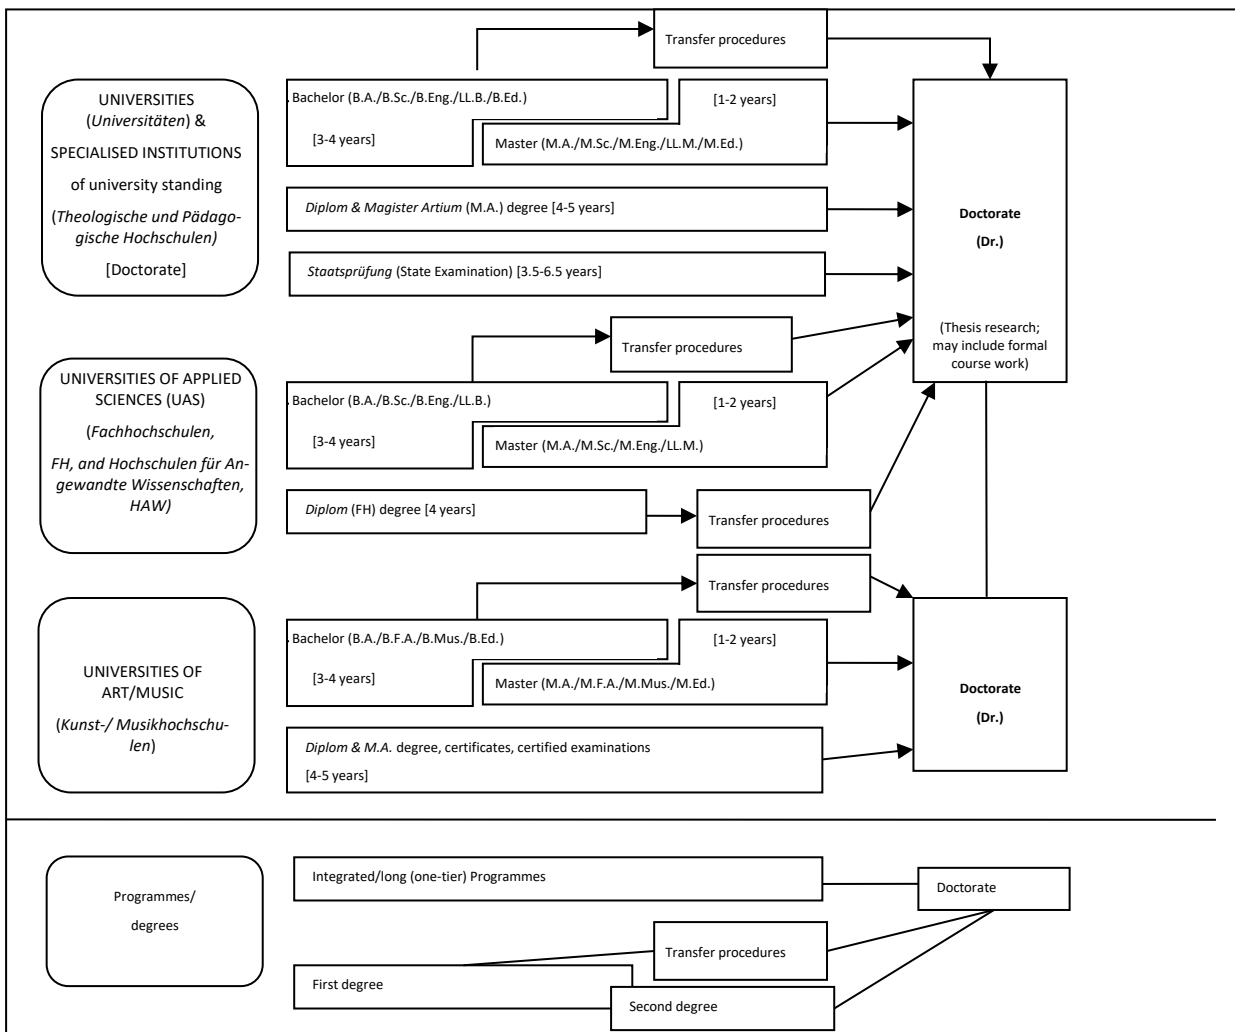 Transfer procedures
UNIVERSITIES
(Universitäten) &
SPECIALISED INSTITUTIONS
of university standing
(Theologische und Pädago-
gische Hochschulen)
[Doctorate]
Bachelor (B.A./B.Sc./B.Eng./LL.B./B.Ed.)
[3-4 years]
[1-2 years]
Master (M.A./M.Sc./M.Eng./LL.M./M.Ed.)
Diplom & Magister Artium (M.A.) degree [4-5 years]
Staatsprüfung (State Examination) [3.5-6.5 years]
Doctorate
(Dr.)
(Thesis research;
may include formal
course work)
Transfer procedures
UNIVERSITIES OF APPLIED
SCIENCES (UAS)
(Fachhochschulen,
FH, and Hochschulen für An-
gewandte Wissenschaften,
HAW)
Bachelor (B.A./B.Sc./B.Eng./LL.B.)
[3-4 years]
[1-2 years]
Master (M.A./M.Sc./M.Eng./LL.M.)
Diplom (FH) degree [4 years]
Transfer procedures
Transfer procedures
UNIVERSITIES OF
ART/MUSIC
(Kunst-/ Musikhochschu-
len)
Bachelor (B.A./B.F.A./B.Mus./B.Ed.)
[3-4 years]
[1-2 years]
Master (M.A./M.F.A./M.Mus./M.Ed.)
Diplom & M.A. degree, certificates, certified examinations
[4-5 years]
Doctorate
(Dr.)
Programmes/
degrees
Integrated/long (one-tier) Programmes
Doctorate
Transfer procedures
First degree
Second degree